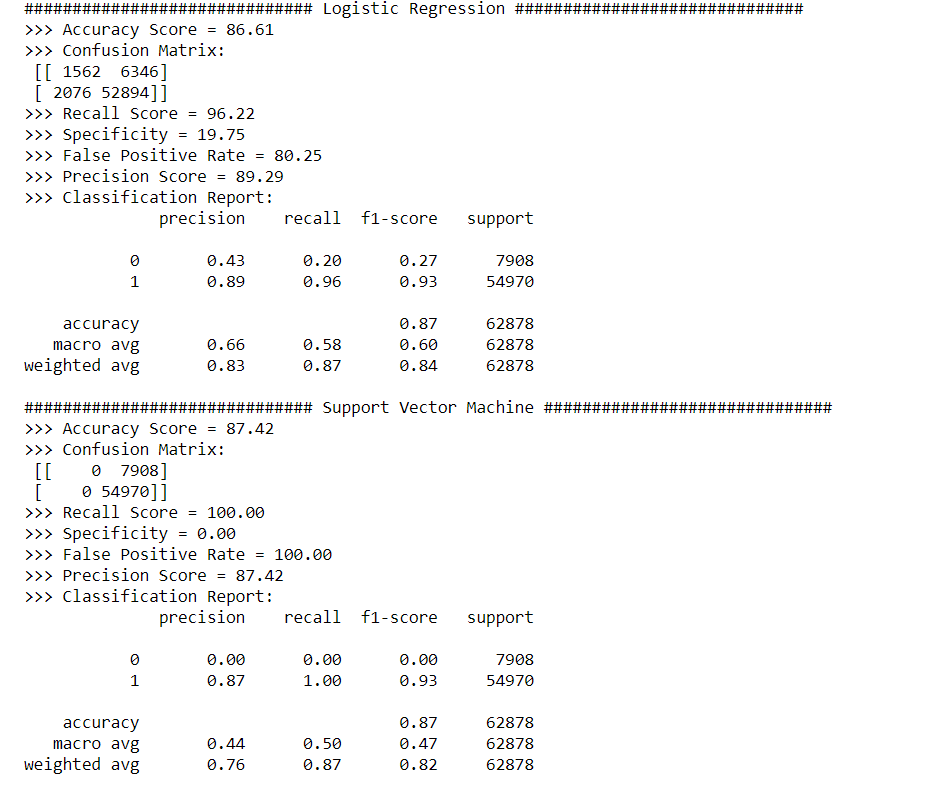 ############################## Logistic Regression ##############################
>>> Accuracy Score = 86.61
>>> Confusion Matrix:
 [[ 1562  6346]
 [ 2076 52894]]
>>> Recall Score = 96.22
>>> Specificity = 19.75
>>> False Positive Rate = 80.25
>>> Precision Score = 89.29
>>> Classification Report:
              precision    recall  f1-score   support

           0       0.43      0.20      0.27      7908
           1       0.89      0.96      0.93     54970

    accuracy                           0.87     62878
   macro avg       0.66      0.58      0.60     62878
weighted avg       0.83      0.87      0.84     62878

############################## Support Vector Machine ##############################
>>> Accuracy Score = 87.42
>>> Confusion Matrix:
 [[    0  7908]
 [    0 54970]]
>>> Recall Score = 100.00
>>> Specificity = 0.00
>>> False Positive Rate = 100.00
>>> Precision Score = 87.42
>>> Classification Report:
              precision    recall  f1-score   support

           0       0.00      0.00      0.00      7908
           1       0.87      1.00      0.93     54970

    accuracy                           0.87     62878
   macro avg       0.44      0.50      0.47     62878
weighted avg       0.76      0.87      0.82     62878